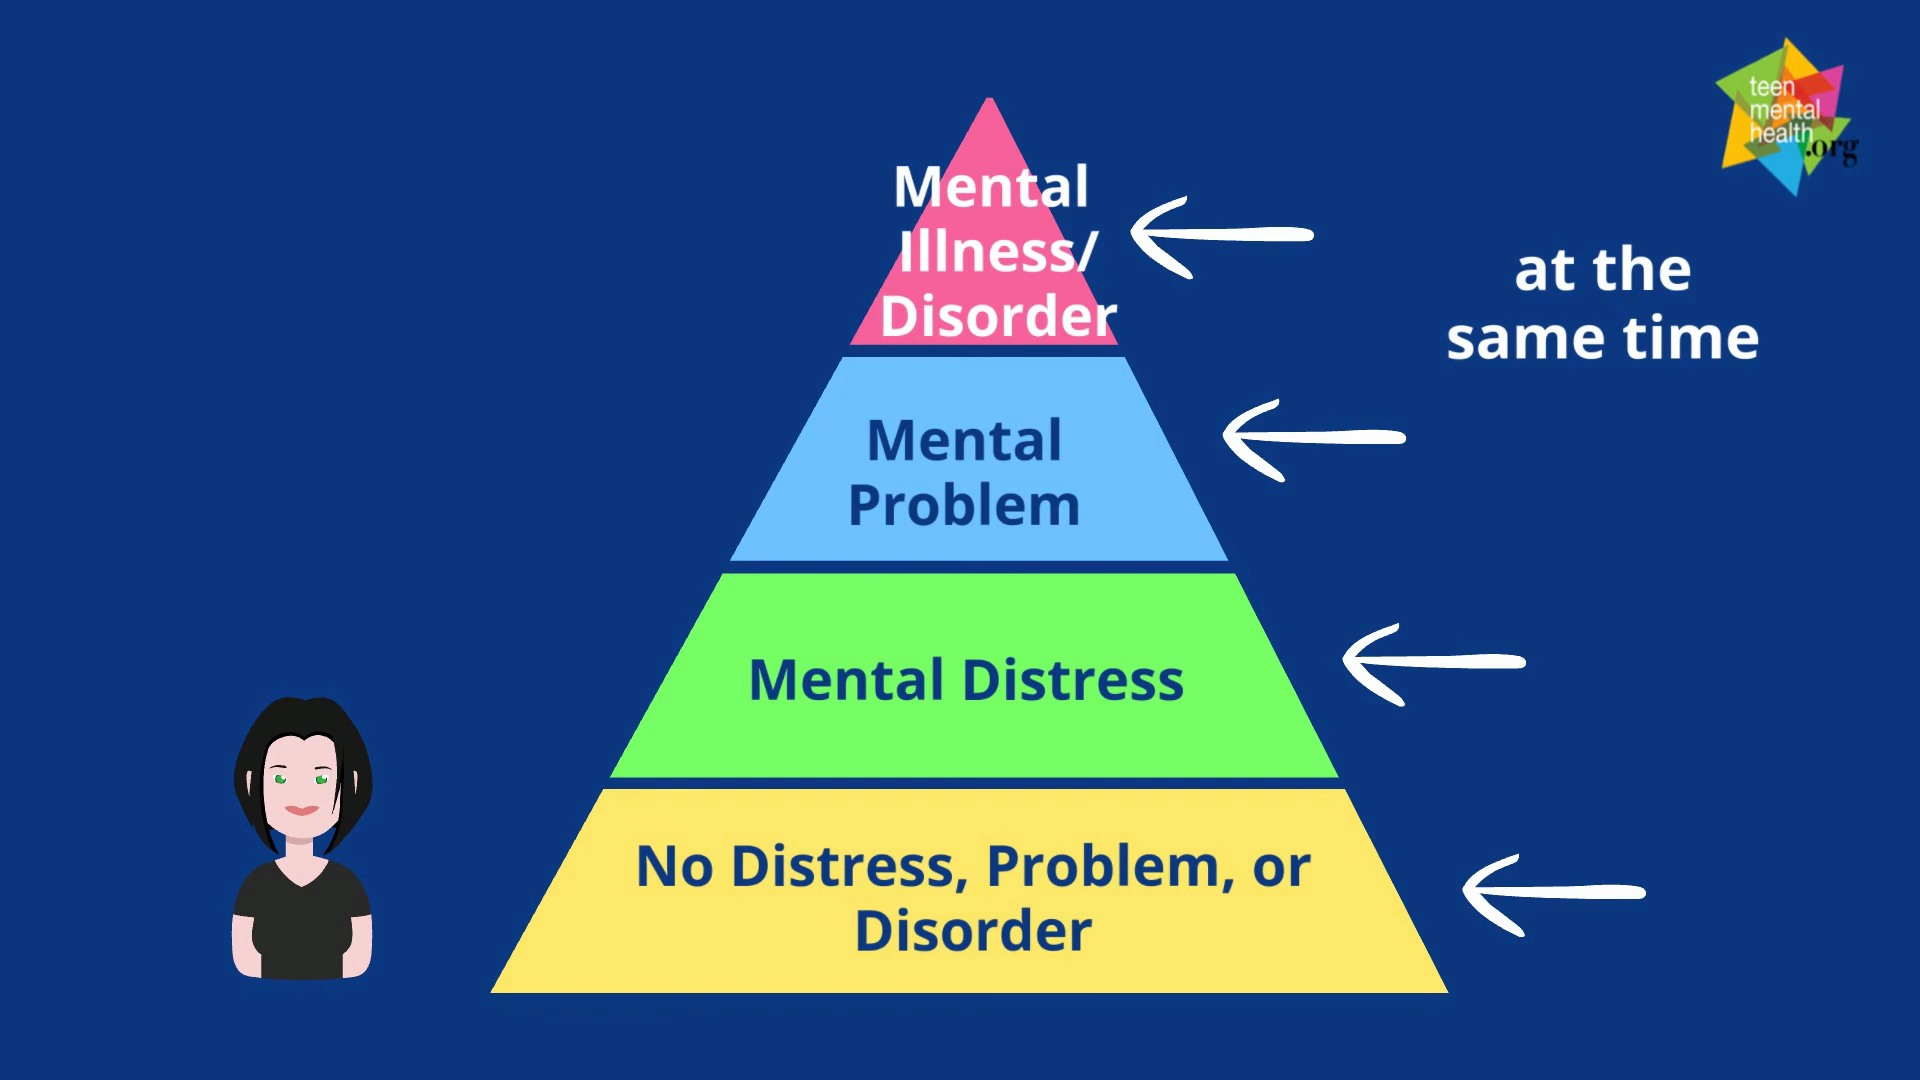 teen
mental
health
.org
Mental
Illness/
Disorder
at the
same time
Mental
Problem
Mental Distress
No Distress, Problem, or
Disorder